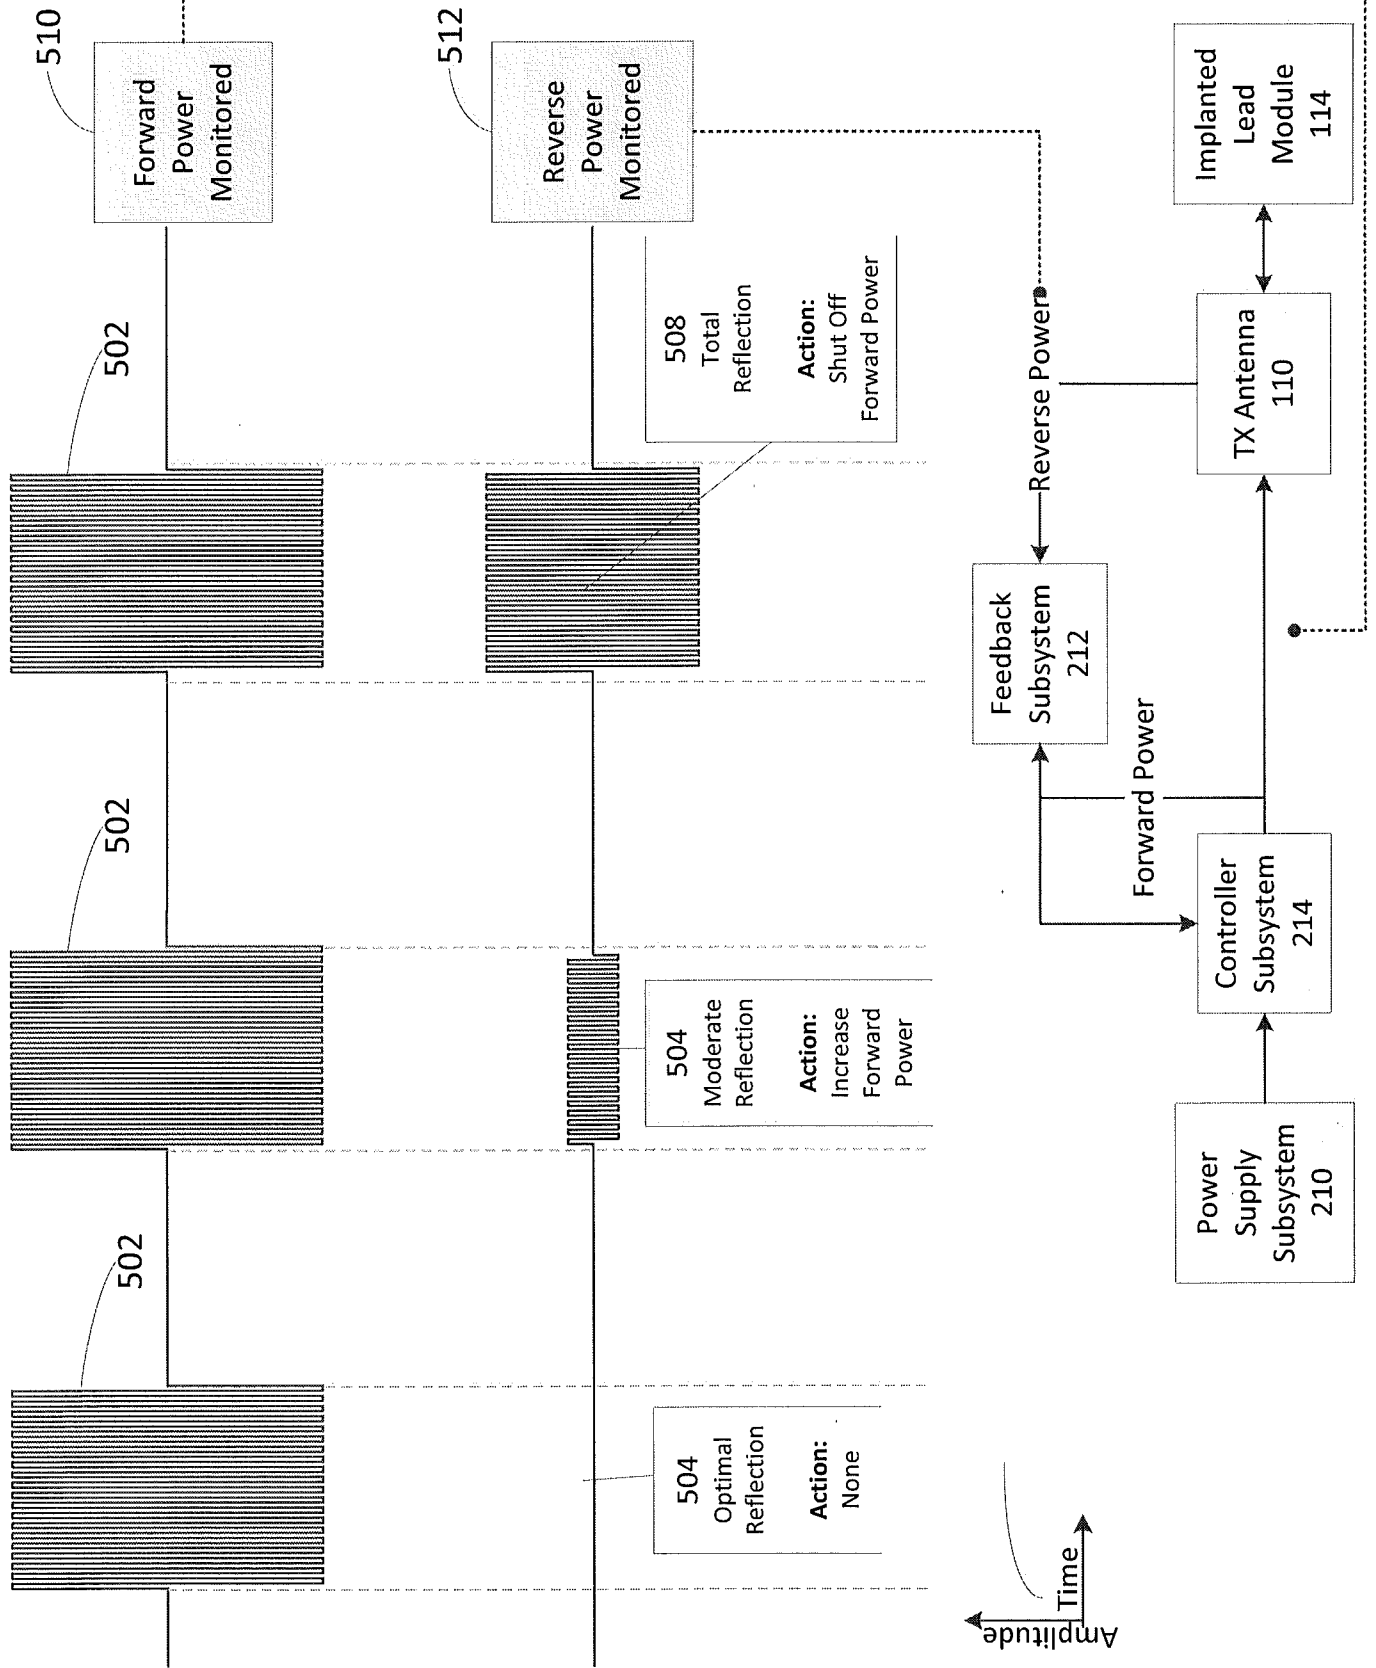 510
Forward
Power
Monitored
512
Reverse
Power
Monitored
502
502
502
508
Total
Reflection
Action:
Shut Off
Forward Power
504
Moderate
Reflection
Action:
Increase
Forward
Power
504
Optimal
Reflection
Action:
None
Amplitude
Time
Power
Supply
Subsystem
210
Controller
Subsystem
214
Forward Power
Feedback
Subsystem
212
Reverse Power
TX Antenna
110
Implanted
Lead
Module
114